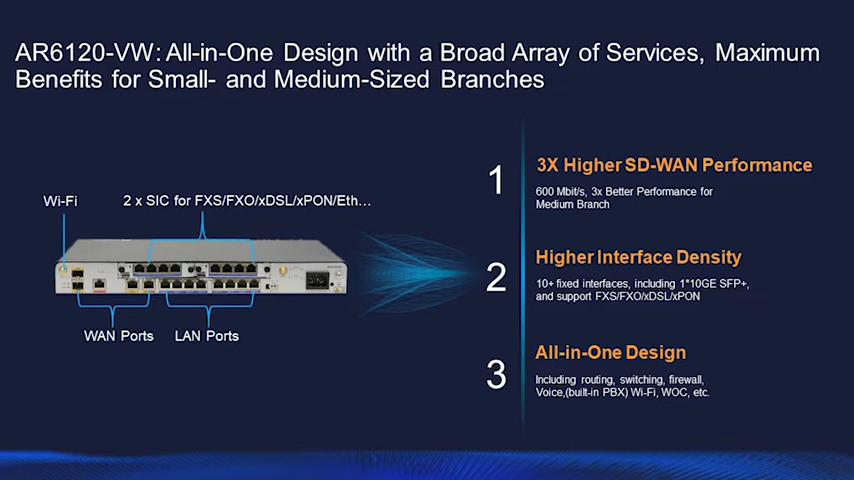 AR6120-VW: All-in-One Design with a Broad Array of Services, Maximum
Benefits for Small- and Medium-Sized Branches
Wi-Fi
2 x SIC for FXS/FXO/xDSL/xPON/Eth…
WAN Ports
LAN Ports
1
3X Higher SD-WAN Performance
600 Mbit/s, 3x Better Performance for
Medium Branch
2
Higher Interface Density
10+ fixed interfaces, including 1*10GE SFP+,
and support FXS/FXO/xDSL/xPON
3
All-in-One Design
Including routing, switching, firewall,
Voice,(built-in PBX) Wi-Fi, WOC, etc.